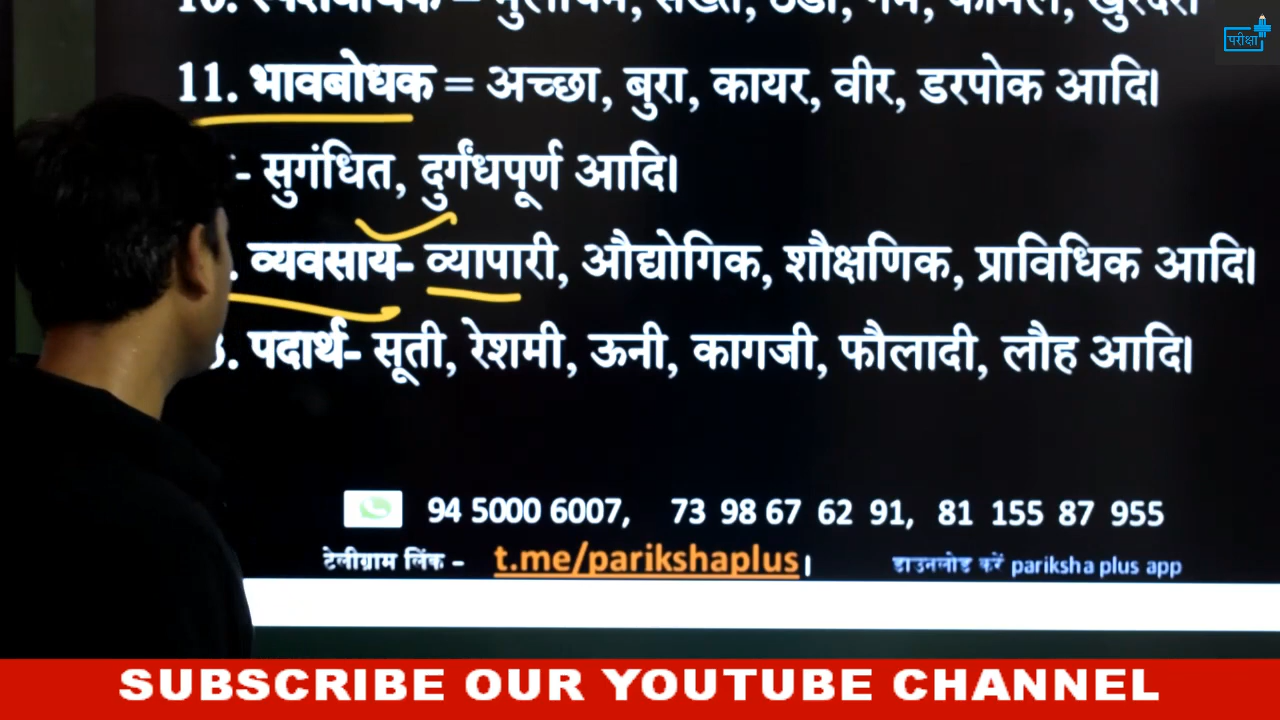 परीक्षा
11. भावबोधक = अच्छा, बुरा, कायर, वीर, डरपोक आदि।
- सुगंधित, दुर्गंधपूर्ण आदि।
. व्यवसाय- व्यापारी, औद्योगिक, शौक्षणिक, प्राविधिक आदि।
3. पदार्थ- सूती, रेशमी, ऊनी, कागजी, फौलादी, लौह आदि।
94 5000 6007, 73 98 67 62 91, 81 155 87 955
टेलीग्राम लिंक - t.me/parikshaplus। डाउनलोड करें pariksha plus app
SUBSCRIBE OUR YOUTUBE CHANNEL